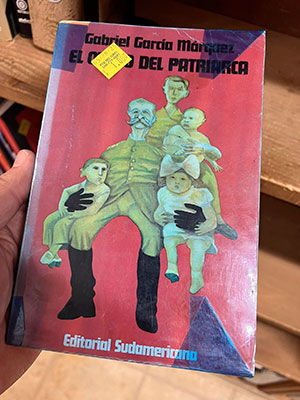 Gabriel García Márquez
EL DEL PATRIARCA
Editorial Sudamericana